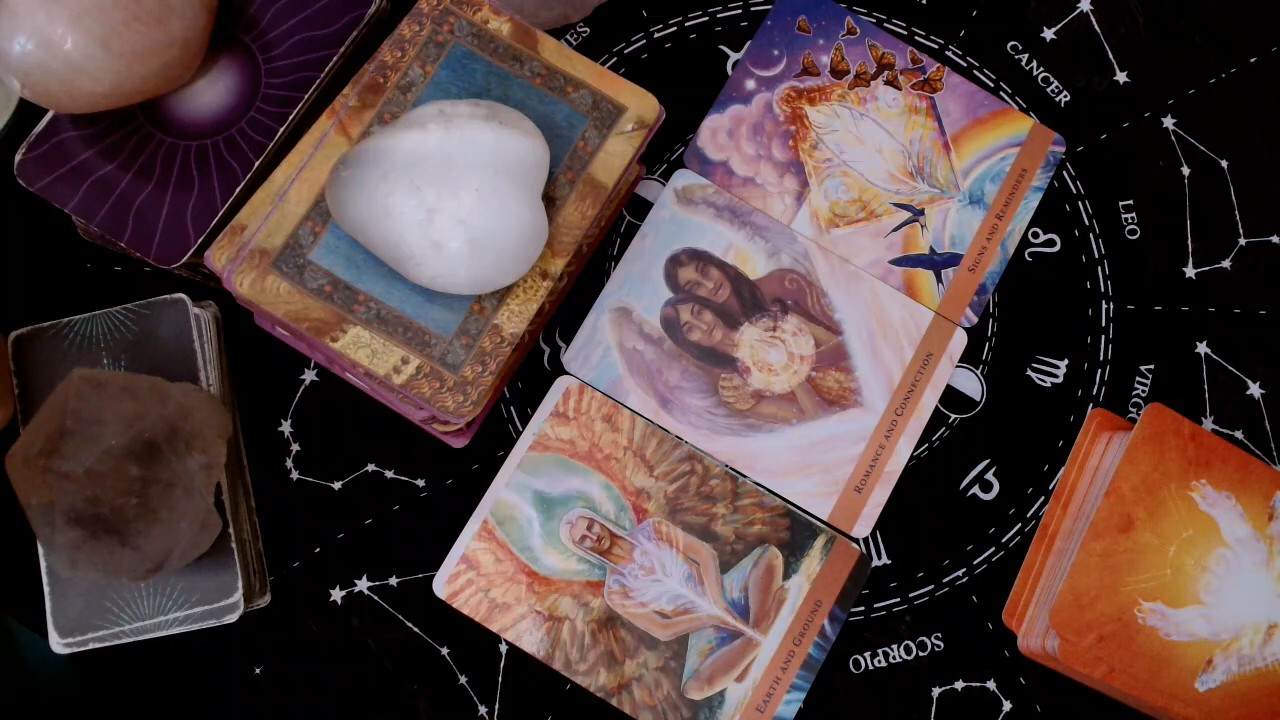 CANCER
LEO
SIGNS AND REMINDERS
ROMANCE AND CONNECTION
EARTH AND GROUND
SCORPIO